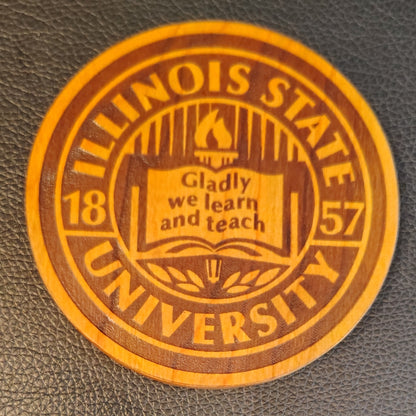 ILLINOIS STATE
18 57
Gladly
we learn
and teach
UNIVERSITY